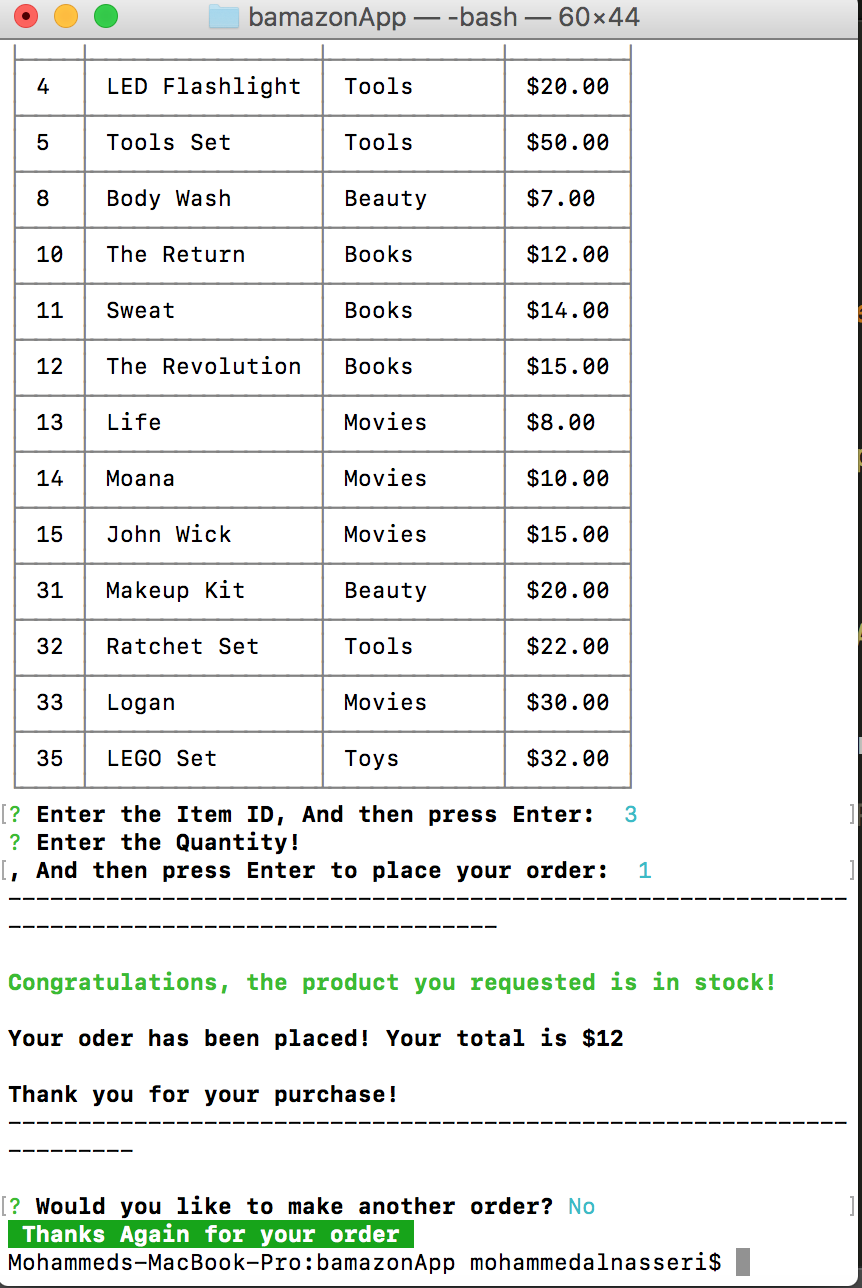 bamazonApp — -bash — 60×44
4 LED Flashlight Tools $20.00
5 Tools Set Tools $50.00
8 Body Wash Beauty $7.00
10 The Return Books $12.00
11 Sweat Books $14.00
12 The Revolution Books $15.00
13 Life Movies $8.00
14 Moana Movies $10.00
15 John Wick Movies $15.00
31 Makeup Kit Beauty $20.00
32 Ratchet Set Tools $22.00
33 Logan Movies $30.00
35 LEGO Set Toys $32.00
[? Enter the Item ID, And then press Enter: 3 ]
? Enter the Quantity!
[, And then press Enter to place your order: 1 ]
------------------------------------------------------------
-----------------------------------
Congratulations, the product you requested is in stock!
Your oder has been placed! Your total is $12
Thank you for your purchase!
------------------------------------------------------------
---------
[? Would you like to make another order? No ]
Thanks Again for your order
Mohammeds-MacBook-Pro:bamazonApp mohammedalnasseri$